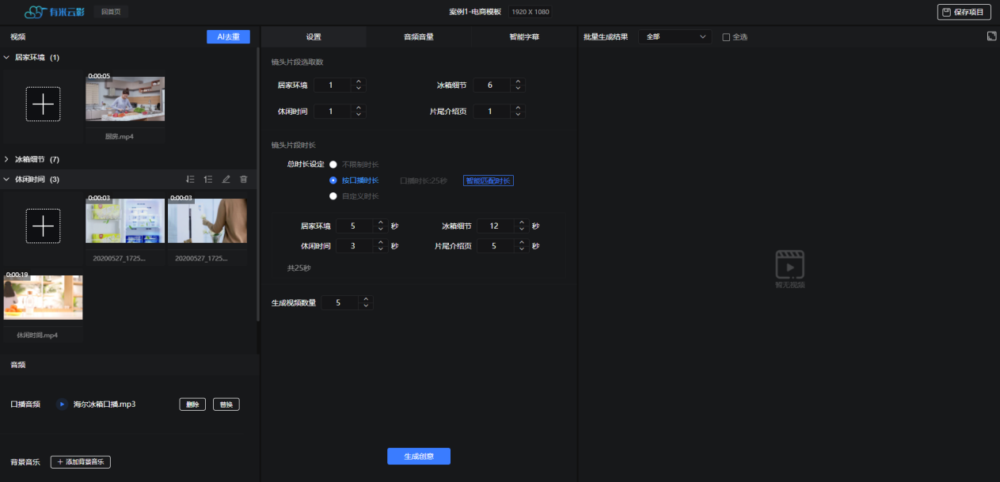 有米云影 回首页 案例1-电商模板 1920 X 1080 保存项目
视频 AI去重
居家环境 (1)
0:00:05
厨房.mp4
冰箱细节 (7)
休闲时间 (3)
0:00:03 0:00:03
20200527_1725... 20200527_1725...
0:00:19
休闲时间.mp4
音频
口播音频 海尔冰箱口播.mp3 删除 替换
背景音乐 + 添加背景音乐
设置 音频音量 智能字幕
镜头片段选取数
居家环境 1 冰箱细节 6
休闲时间 1 片尾介绍页 1
镜头片段时长
总时长设定 不限制时长
按口播时长 口播时长:25秒 智能匹配时长
自定义时长
居家环境 5 秒 冰箱细节 12 秒
休闲时间 3 秒 片尾介绍页 5 秒
共25秒
生成视频数量 5
生成创意
批量生成结果 全部 全选
暂无视频